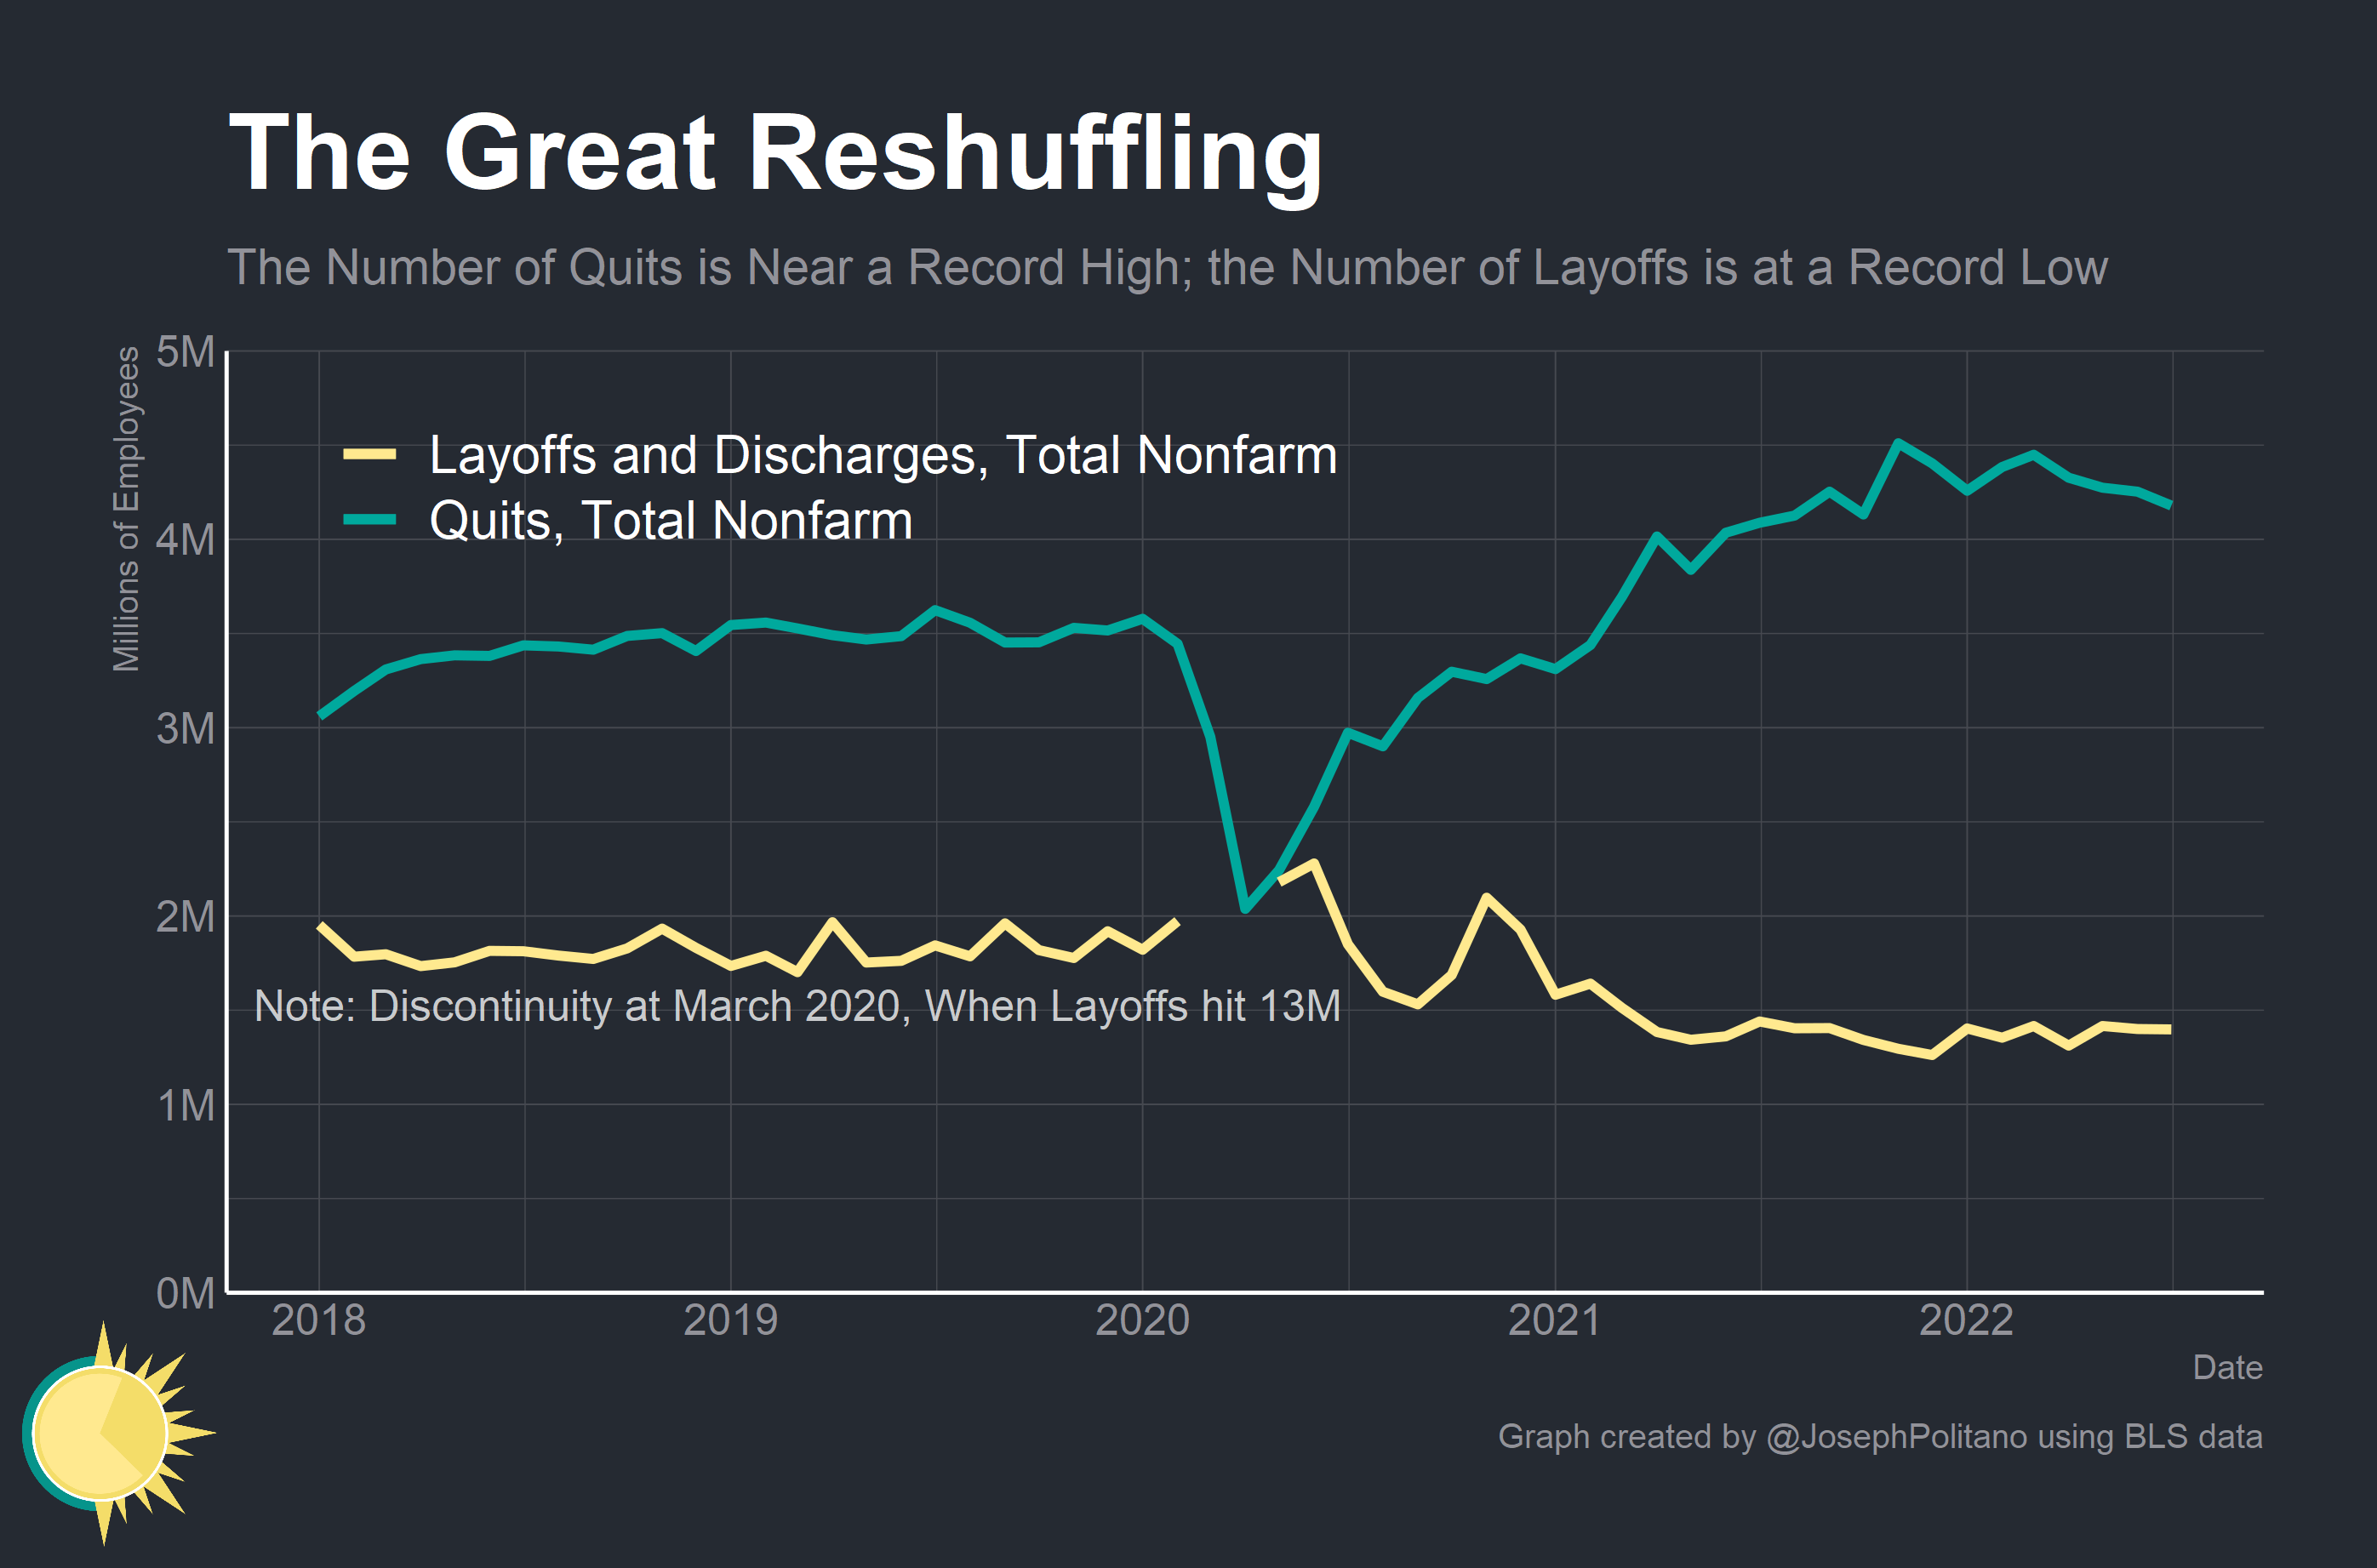 The Great Reshuffling
The Number of Quits is Near a Record High; the Number of Layoffs is at a Record Low
Millions of Employees
5M
4M
3M
2M
1M
0M
Layoffs and Discharges, Total Nonfarm
Quits, Total Nonfarm
Note: Discontinuity at March 2020, When Layoffs hit 13M
2018 2019 2020 2021 2022
Date
Graph created by @JosephPolitano using BLS data